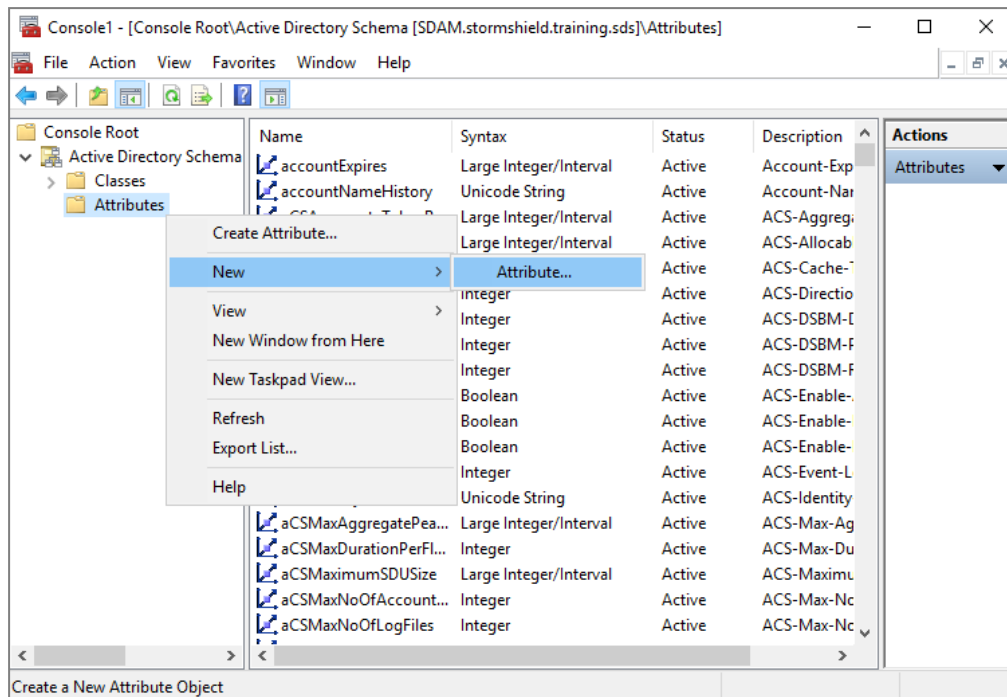 Console1 - [Console Root\Active Directory Schema [SDAM.stormshield.training.sds]\Attributes]
File Action View Favorites Window Help
Console Root
Active Directory Schema
Classes
Attributes
Create Attribute...
New
Attribute...
View
New Window from Here
New Taskpad View...
Refresh
Export List...
Help
Name Syntax Status Description
accountExpires Large Integer/Interval Active Account-Exp
accountNameHistory Unicode String Active Account-Nar
Large Integer/Interval Active ACS-Aggrega
Large Integer/Interval Active ACS-Allocab
Active ACS-Cache-T
Integer Active ACS-Directio
Integer Active ACS-DSBM-D
Integer Active ACS-DSBM-P
Integer Active ACS-DSBM-R
Boolean Active ACS-Enable-
Boolean Active ACS-Enable-
Boolean Active ACS-Enable-
Integer Active ACS-Event-L
Unicode String Active ACS-Identity
aCSMaxAggregatePea... Large Integer/Interval Active ACS-Max-Ag
aCSMaxDurationPerFl... Integer Active ACS-Max-Du
aCSMaximumSDUSize Large Integer/Interval Active ACS-Maximu
aCSMaxNoOfAccount... Integer Active ACS-Max-No
aCSMaxNoOfLogFiles Integer Active ACS-Max-No
Actions
Attributes
Create a New Attribute Object